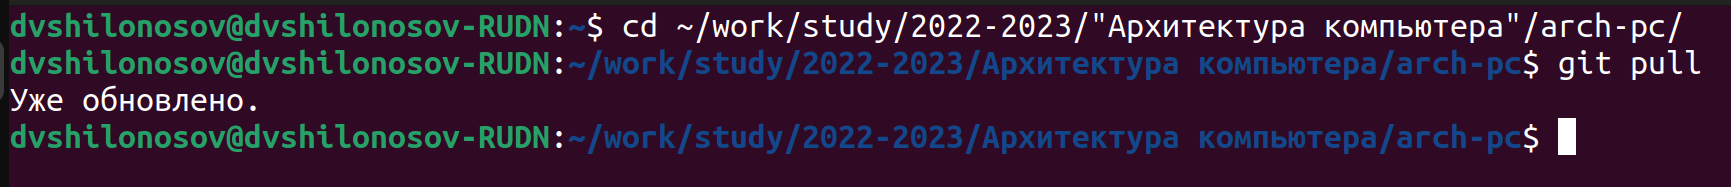 dvshilonosov@dvshilonosov-RUDN:~$ cd ~/work/study/2022-2023/"Архитектура компьютера"/arch-pc/
dvshilonosov@dvshilonosov-RUDN:~/work/study/2022-2023/Архитектура компьютера/arch-pc$ git pull
Уже обновлено.
dvshilonosov@dvshilonosov-RUDN:~/work/study/2022-2023/Архитектура компьютера/arch-pc$